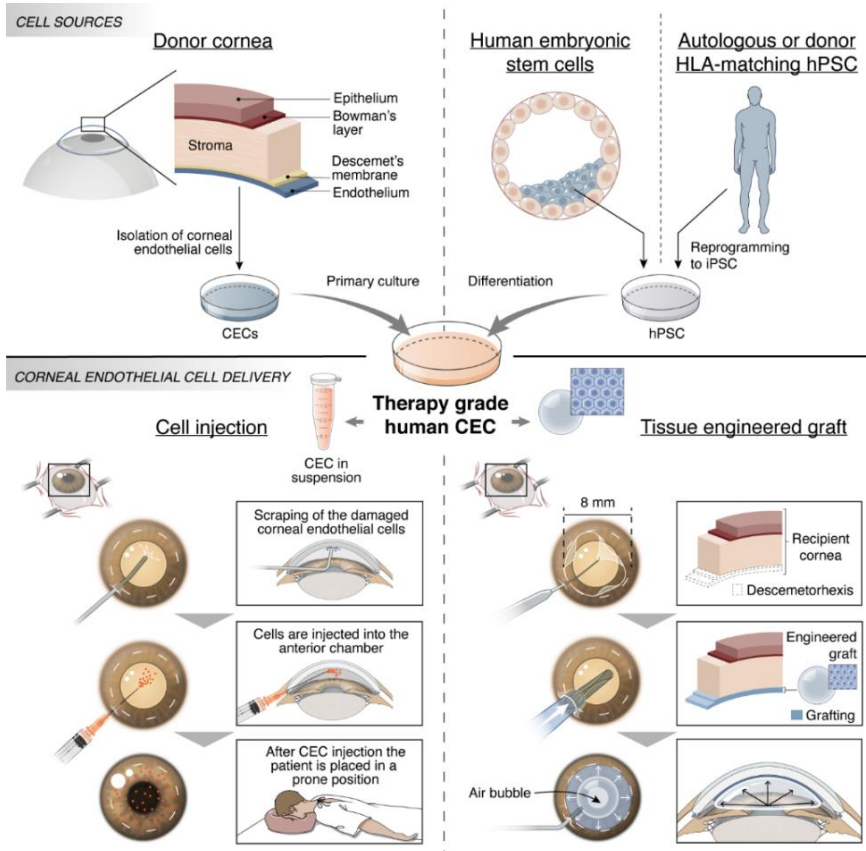 CELL SOURCES
Donor cornea
Epithelium
Bowman's
layer
Stroma
Descemet's
membrane
Endothelium
Isolation of corneal
endothelial cells
CECs
Primary culture
Human embryonic
stem cells
Autologous or donor
HLA-matching hPSC
Reprogramming
to iPSC
Differentiation
hPSC
CORNEAL ENDOTHELIAL CELL DELIVERY
Therapy grade
human CEC
Cell injection
CEC in
suspension
Scraping of the damaged
corneal endothelial cells
Cells are injected into the
anterior chamber
After CEC injection the
patient is placed in a
prone position
Tissue engineered graft
8 mm
Recipient
cornea
Descemetorhexis
Engineered
graft
Grafting
Air bubble